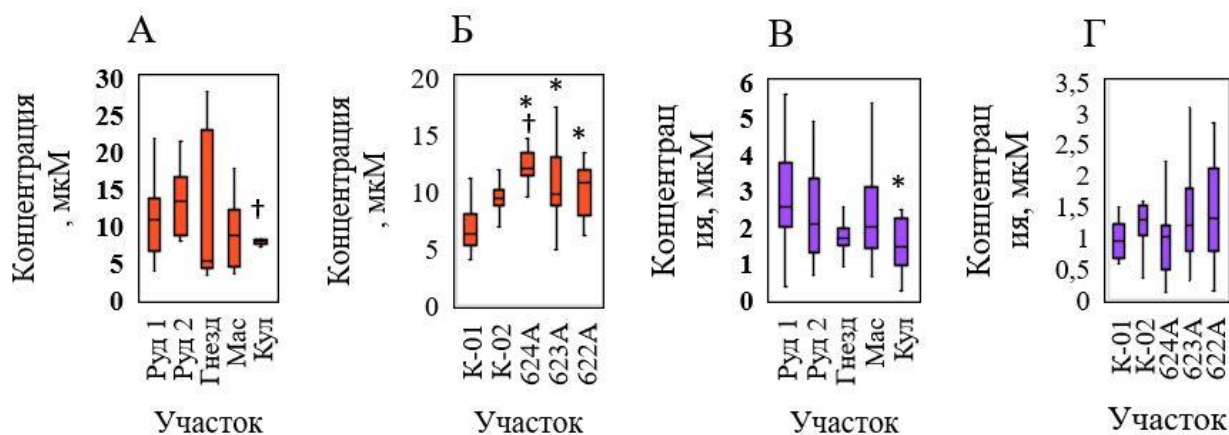 А
Концентрация
, мкМ
30
25
20
15
10
5
0
Руд 1
Руд 2
Гнезд
Мас
Кул
†
Участок
Б
Концентрация
, мкМ
20
15
10
5
0
К-01
К-02
624А
623А
622А
*
†
*
*
Участок
В
Концентрац
ия, мкМ
6
5
4
3
2
1
0
Руд 1
Руд 2
Гнезд
Мас
Кул
*
Участок
Г
Концентрац
ия, мкМ
3,5
3
2,5
2
1,5
1
0,5
0
К-01
К-02
624А
623А
622А
Участок